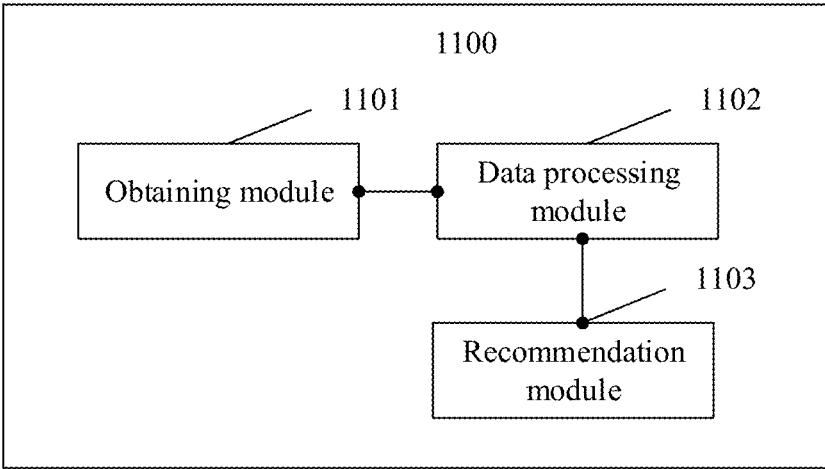 1100
1101
1102
Obtaining module
Data processing
module
1103
Recommendation
module